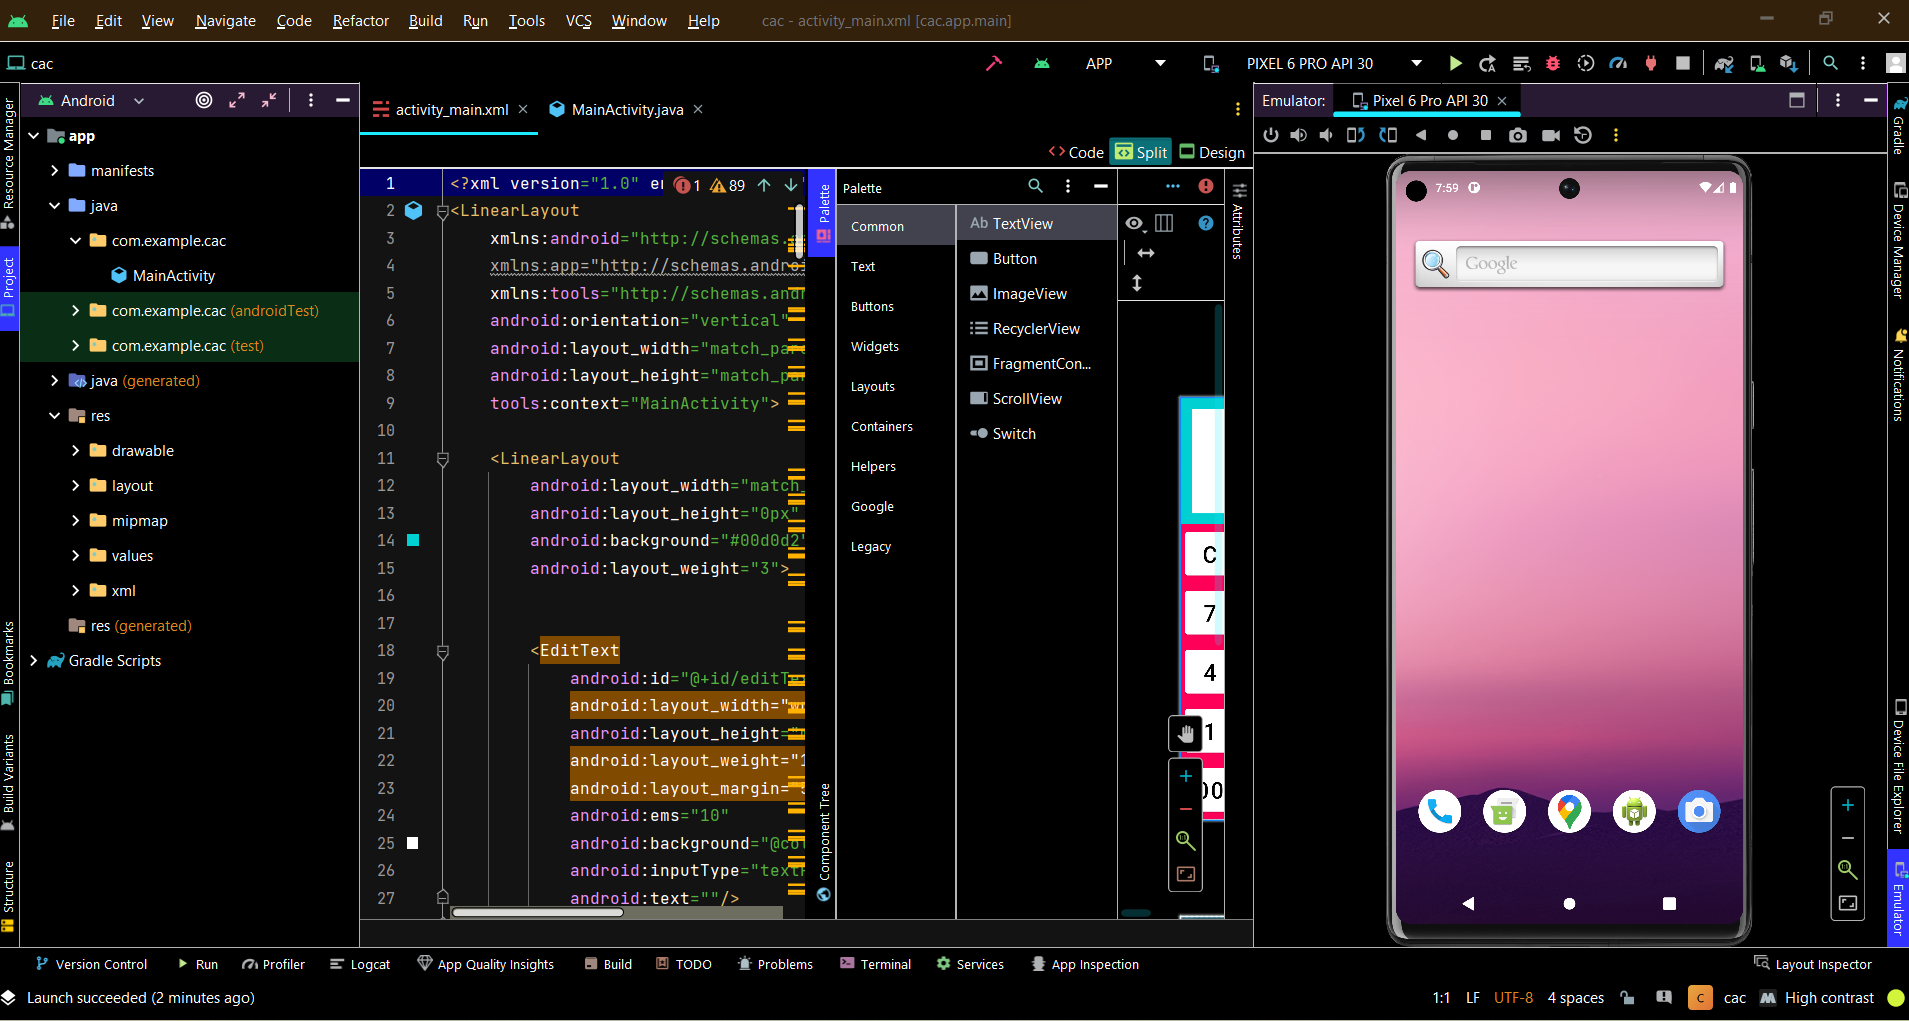 File Edit View Navigate Code Refactor Build Run Tools VCS Window Help cac - activity_main.xml [cac.app.main]
cac APP PIXEL 6 PRO API 30
Android
activity_main.xml MainActivity.java
Emulator: Pixel 6 Pro API 30
Code Split Design
Resource Manager
Project
Bookmarks
Build Variants
Structure
app
manifests
java
com.example.cac
MainActivity
com.example.cac (androidTest)
com.example.cac (test)
java (generated)
res
drawable
layout
mipmap
values
xml
res (generated)
Gradle Scripts
1 <?xml version="1.0" en 1 89
2 <LinearLayout
3 xmlns:android="http://schemas.
4 xmlns:app="http://schemas.andro
5 xmlns:tools="http://schemas.and
6 android:orientation="vertical"
7 android:layout_width="match_par
8 android:layout_height="match_pa
9 tools:context="MainActivity">
10
11 <LinearLayout
12 android:layout_width="match_
13 android:layout_height="0px"
14 android:background="#00d0d2"
15 android:layout_weight="3">
16
17
18 <EditText
19 android:id="@+id/editTe
20 android:layout_width="w
21 android:layout_height="
22 android:layout_weight="1
23 android:layout_margin="
24 android:ems="10"
25 android:background="@col
26 android:inputType="textP
27 android:text=""/>
Palette
Component Tree
Palette
Common
Text
Buttons
Widgets
Layouts
Containers
Helpers
Google
Legacy
Ab TextView
Button
ImageView
RecyclerView
FragmentCon...
ScrollView
Switch
Attributes
C
7
4
1
00
7:59
Google
Gradle
Device Manager
Notifications
Device File Explorer
Emulator
Version Control Run Profiler Logcat App Quality Insights Build TODO Problems Terminal Services App Inspection Layout Inspector
Launch succeeded (2 minutes ago) 1:1 LF UTF-8 4 spaces C cac High contrast